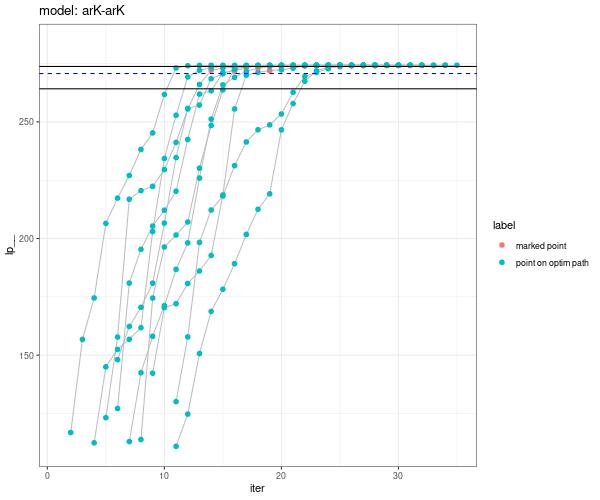 model: arK-arK
250
200
150
lp__
0
10
20
30
iter
label
marked point
point on optim path